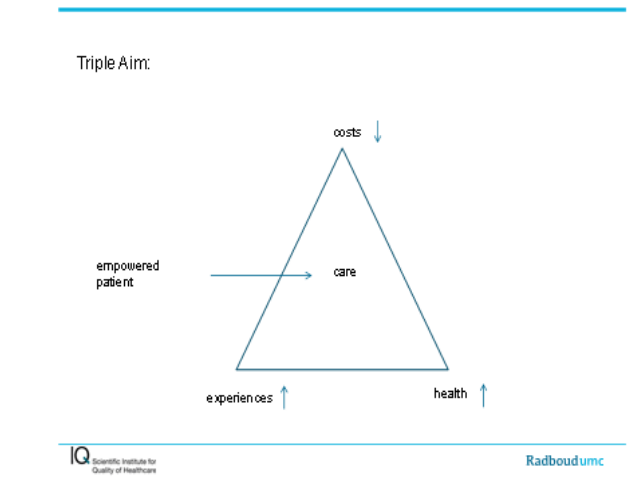 Triple Aim:
costs
empowered
patient
care
experiences
health
IQ Scientific Institute for
Quality of Healthcare
Radboudumc